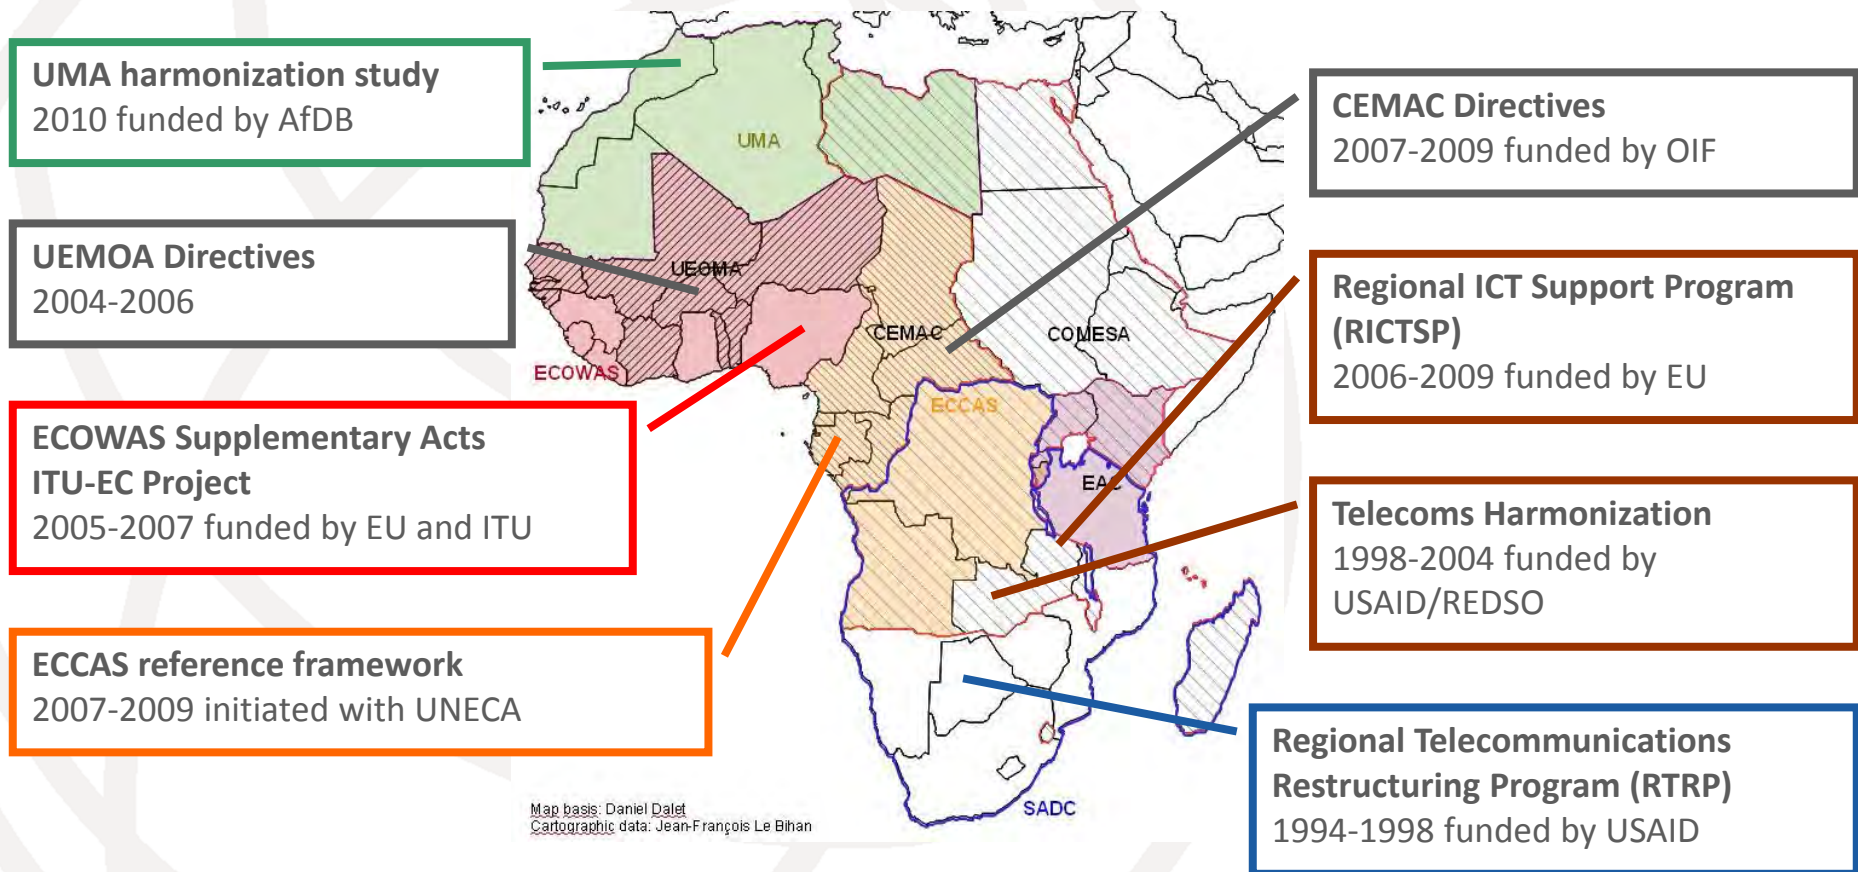 UMA harmonization study
2010 funded by AfDB
UEMOA Directives
2004-2006
ECOWAS Supplementary Acts
ITU-EC Project
2005-2007 funded by EU and ITU
ECCAS reference framework
2007-2009 initiated with UNECA
UMA
UEOMA
ECOWAS
CEMAC
COMESA
ECCAS
EAC
SADC
Map basis: Daniel Dalet
Cartographic data: Jean-François Le Bihan
CEMAC Directives
2007-2009 funded by OIF
Regional ICT Support Program
(RICTSP)
2006-2009 funded by EU
Telecoms Harmonization
1998-2004 funded by
USAID/REDSO
Regional Telecommunications
Restructuring Program (RTRP)
1994-1998 funded by USAID